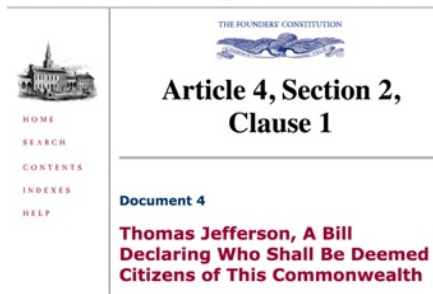 THE FOUNDERS' CONSTITUTION
Article 4, Section 2,
Clause 1
HOME
SEARCH
CONTENTS
INDEXES
HELP
Document 4
Thomas Jefferson, A Bill
Declaring Who Shall Be Deemed
Citizens of This Commonwealth